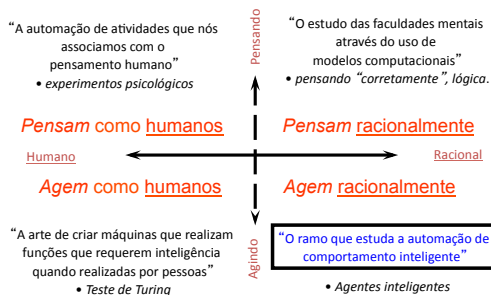 “A automação de atividades que nós
associamos com o
pensamento humano”
• experimentos psicológicos
Pensando
“O estudo das faculdades mentais
através do uso de
modelos computacionais”
• pensando “corretamente”, lógica.
Pensam como humanos
Pensam racionalmente
Humano
Racional
Agem como humanos
Agem racionalmente
“A arte de criar máquinas que realizam
funções que requerem inteligência
quando realizadas por pessoas”
• Teste de Turing
Agindo
“O ramo que estuda a automação de
comportamento inteligente”
• Agentes inteligentes